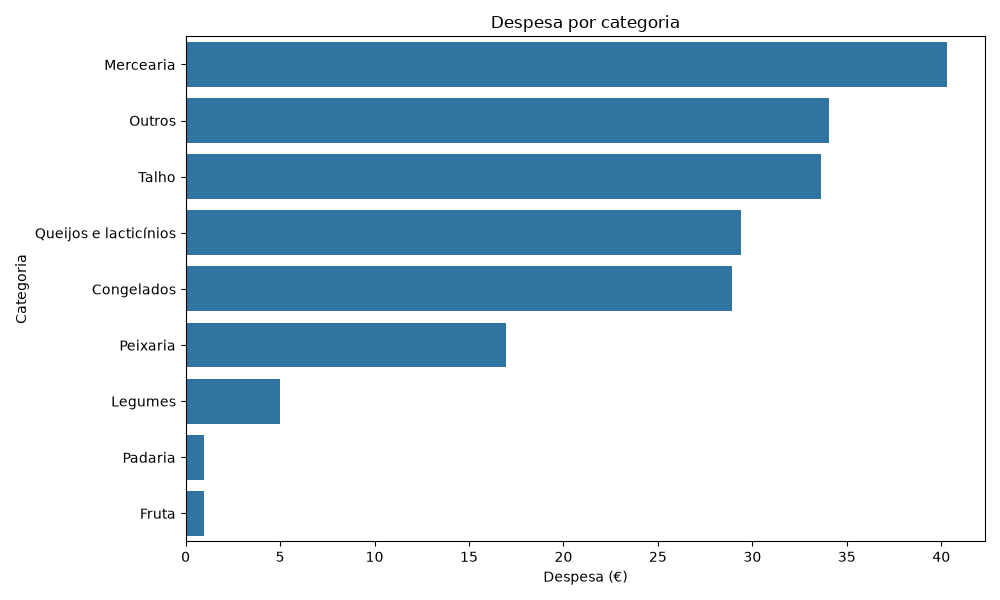 Despesa por categoria
Categoria
Mercearia
Outros
Talho
Queijos e lacticínios
Congelados
Peixaria
Legumes
Padaria
Fruta
0 5 10 15 20 25 30 35 40
Despesa (€)